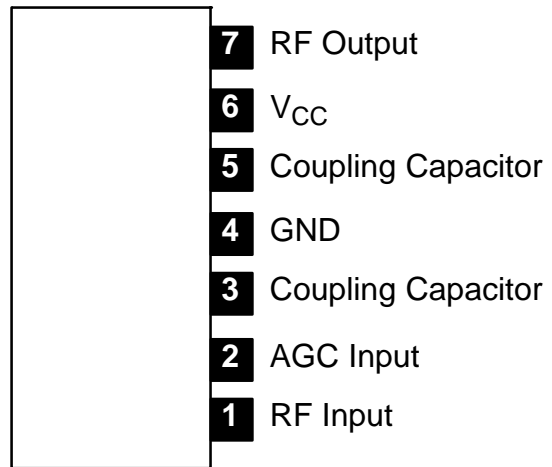 7 RF Output
6 VCC
5 Coupling Capacitor
4 GND
3 Coupling Capacitor
2 AGC Input
1 RF Input